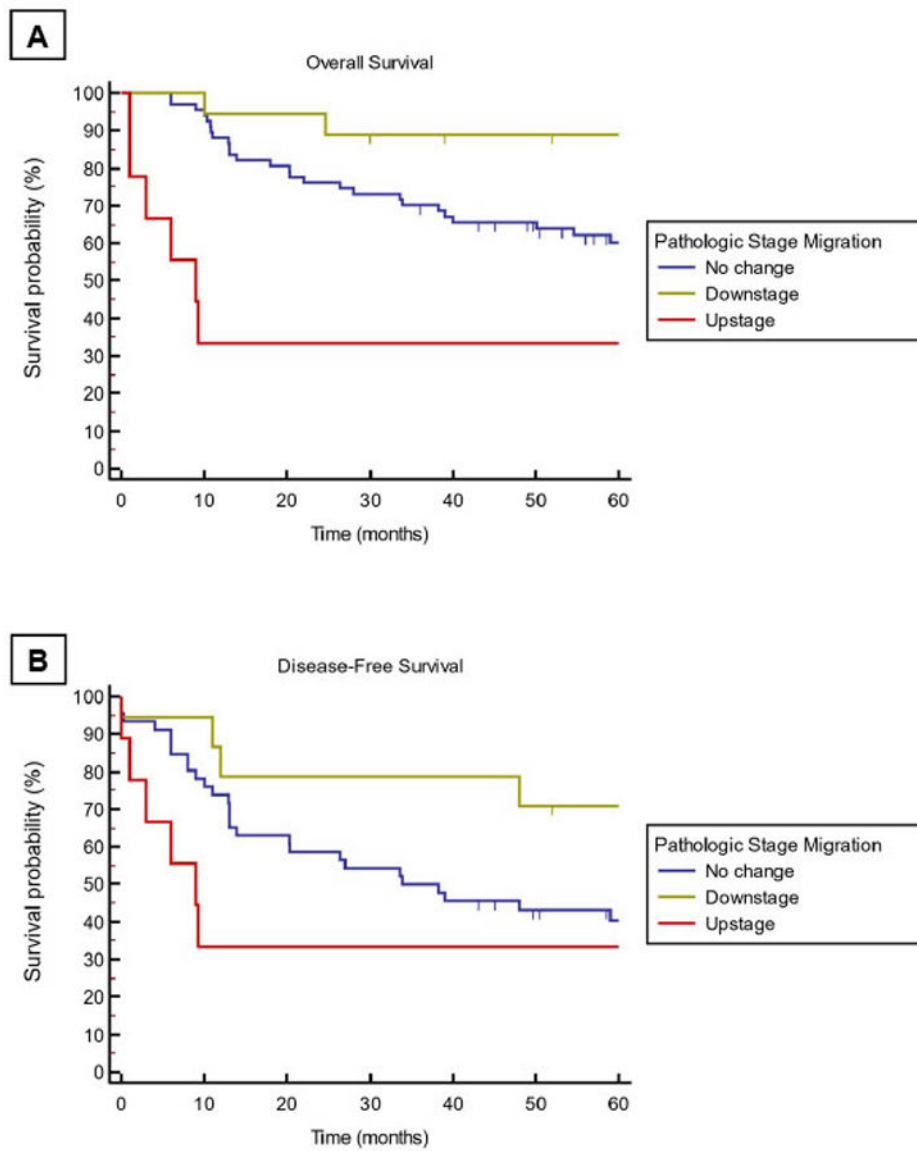 A
Overall Survival
100
90
80
70
60
50
40
30
20
10
0
Survival probability (%)
0 10 20 30 40 50 60
Time (months)
Pathologic Stage Migration
No change
Downstage
Upstage
B
Disease-Free Survival
100
90
80
70
60
50
40
30
20
10
0
Survival probability (%)
0 10 20 30 40 50 60
Time (months)
Pathologic Stage Migration
No change
Downstage
Upstage